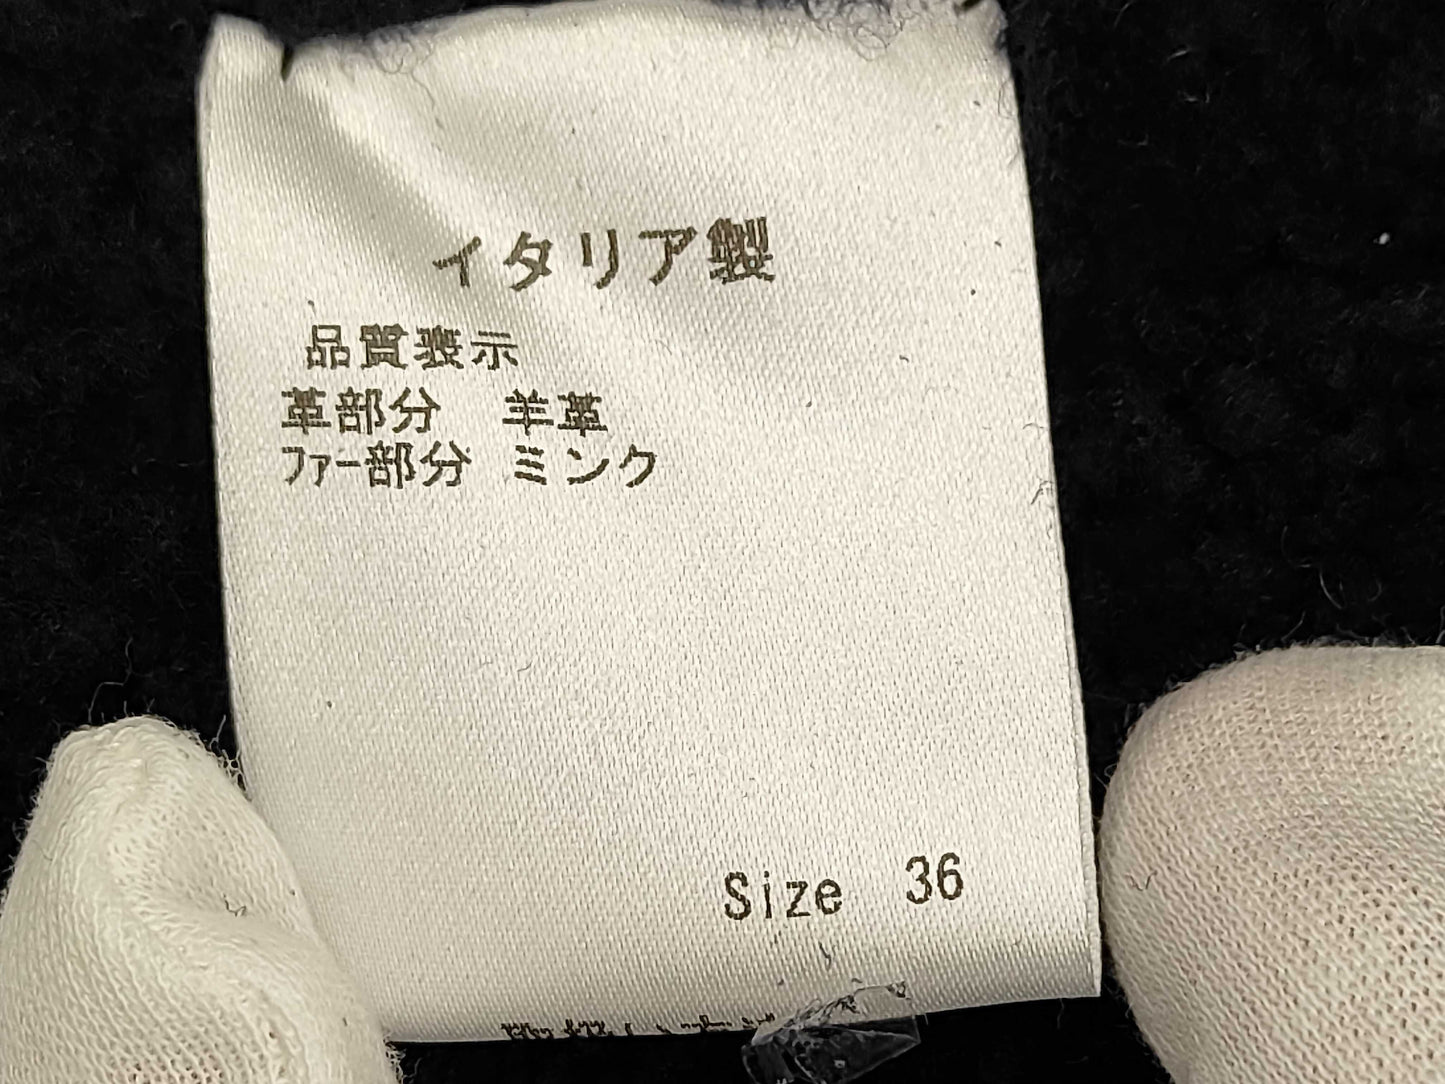 イタリア製
品質表示
革部分　羊革
ファー部分　ミンク
Size　36